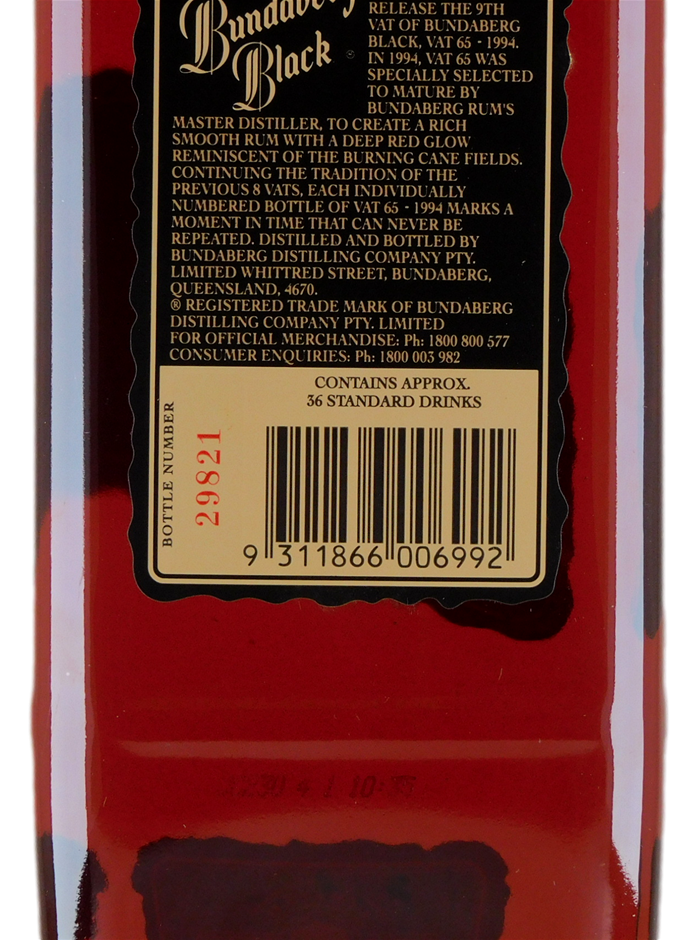 Bundaberg
Black
RELEASE THE 9TH
VAT OF BUNDABERG
BLACK, VAT 65 - 1994.
IN 1994, VAT 65 WAS
SPECIALLY SELECTED
TO MATURE BY
BUNDABERG RUM'S
MASTER DISTILLER, TO CREATE A RICH
SMOOTH RUM WITH A DEEP RED GLOW
REMINISCENT OF THE BURNING CANE FIELDS.
CONTINUING THE TRADITION OF THE
PREVIOUS 8 VATS, EACH INDIVIDUALLY
NUMBERED BOTTLE OF VAT 65 - 1994 MARKS A
MOMENT IN TIME THAT CAN NEVER BE
REPEATED. DISTILLED AND BOTTLED BY
BUNDABERG DISTILLING COMPANY PTY.
LIMITED WHITTRED STREET, BUNDABERG,
QUEENSLAND, 4670.
® REGISTERED TRADE MARK OF BUNDABERG
DISTILLING COMPANY PTY. LIMITED
FOR OFFICIAL MERCHANDISE: Ph: 1800 800 577
CONSUMER ENQUIRIES: Ph: 1800 003 982
CONTAINS APPROX.
36 STANDARD DRINKS
BOTTLE NUMBER
29821
9 311866 006992